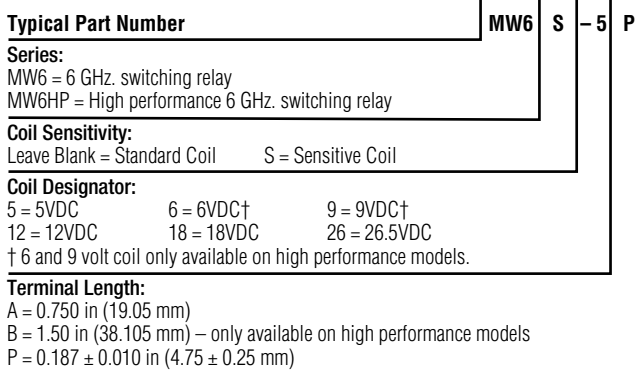 Typical Part Number MW6 S – 5 P
Series:
MW6 = 6 GHz. switching relay
MW6HP = High performance 6 GHz. switching relay
Coil Sensitivity:
Leave Blank = Standard Coil S = Sensitive Coil
Coil Designator:
5 = 5VDC 6 = 6VDC† 9 = 9VDC†
12 = 12VDC 18 = 18VDC 26 = 26.5VDC
† 6 and 9 volt coil only available on high performance models.
Terminal Length:
A = 0.750 in (19.05 mm)
B = 1.50 in (38.105 mm) – only available on high performance models
P = 0.187 ± 0.010 in (4.75 ± 0.25 mm)